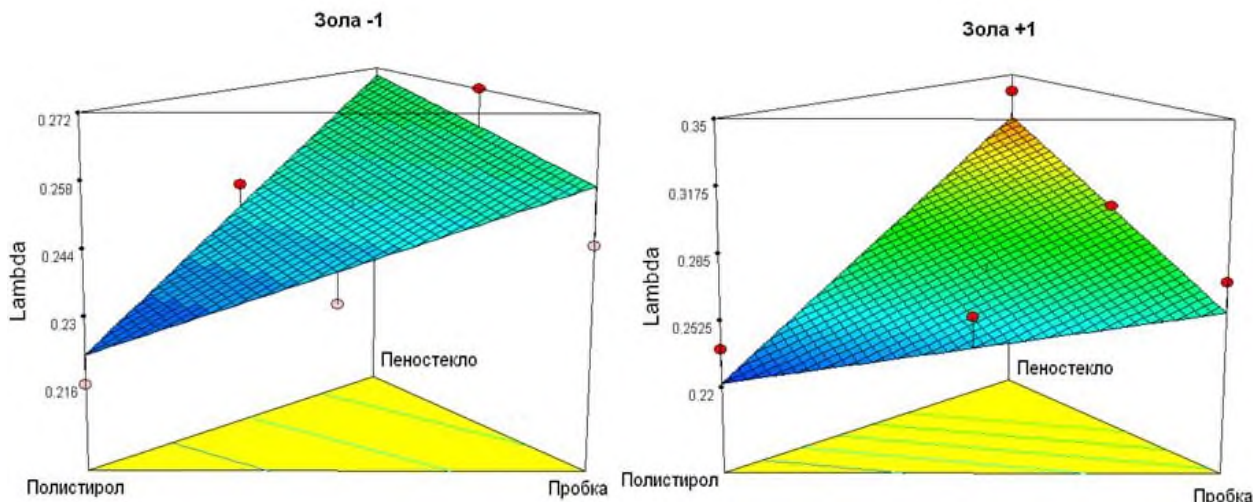 Зола -1
0.272
0.258
0.244
0.23
0.216
Lambda
Пеностекло
Полистирол
Пробка
Зола +1
0.35
0.3175
0.285
0.2525
0.22
Lambda
Пеностекло
Полистирол
Пробка